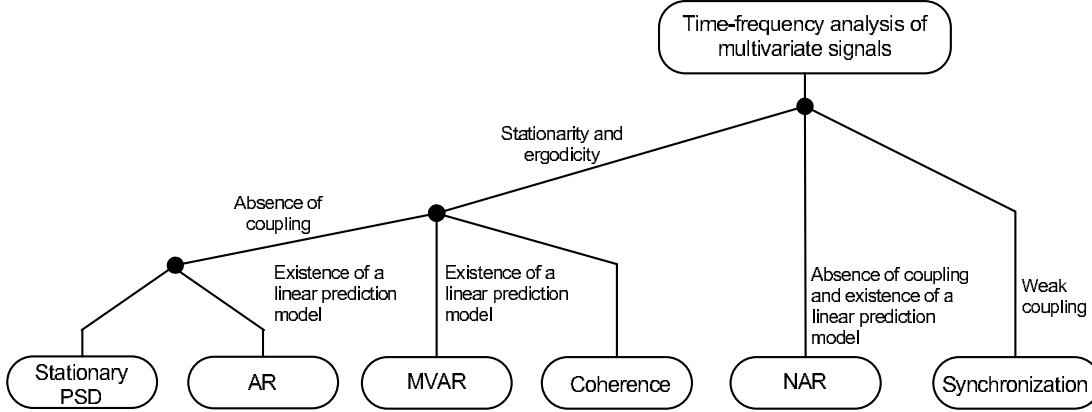 Time-frequency analysis of
multivariate signals
Stationarity and
ergodicity
Absence of
coupling
Existence of a
linear prediction
model
Existence of a
linear prediction
model
Absence of coupling
and existence of a
linear prediction
model
Weak
coupling
Stationary
PSD
AR
MVAR
Coherence
NAR
Synchronization